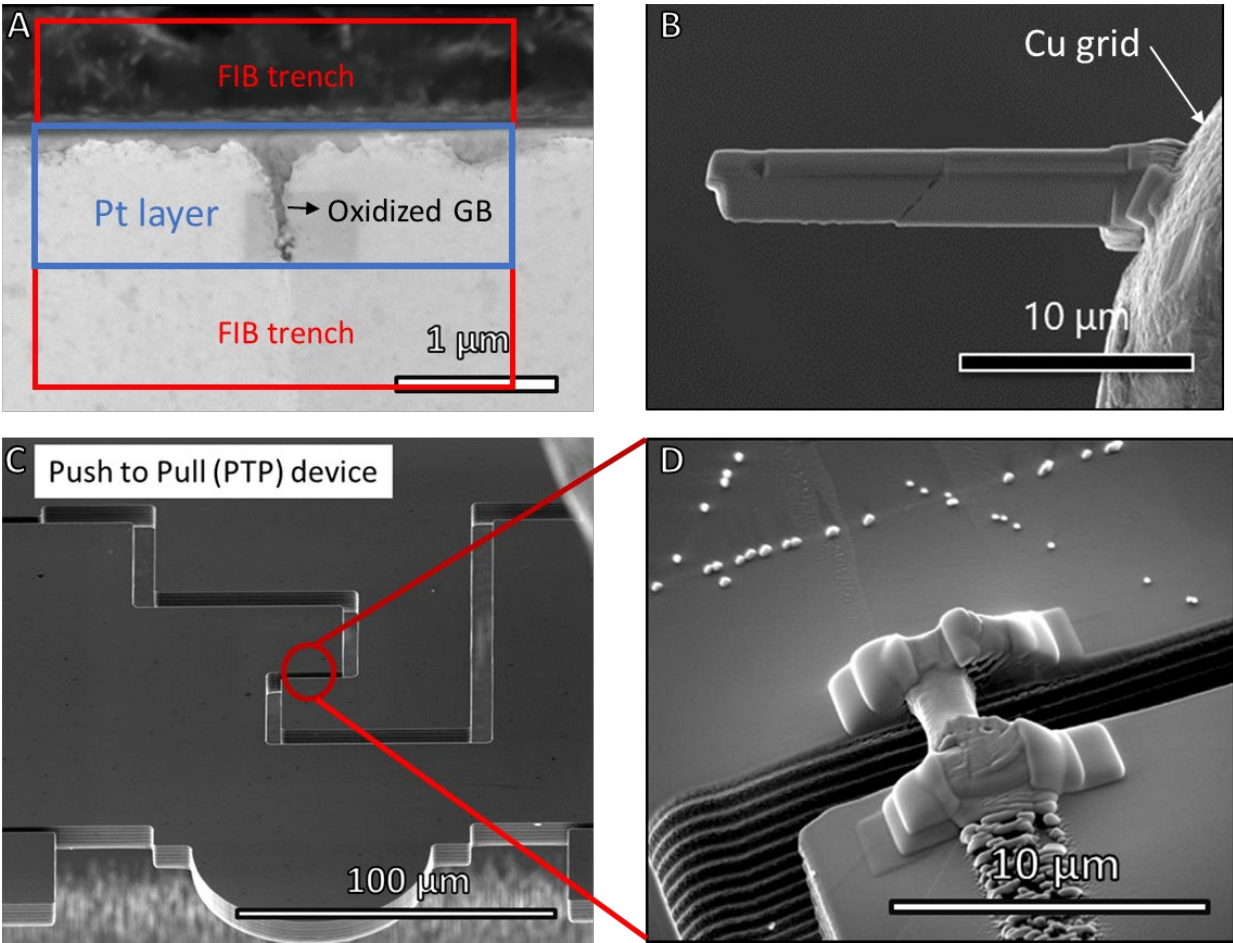 A
FIB trench
Pt layer
Oxidized GB
FIB trench
1 μm
B
Cu grid
10 μm
C
Push to Pull (PTP) device
100 μm
D
10 μm